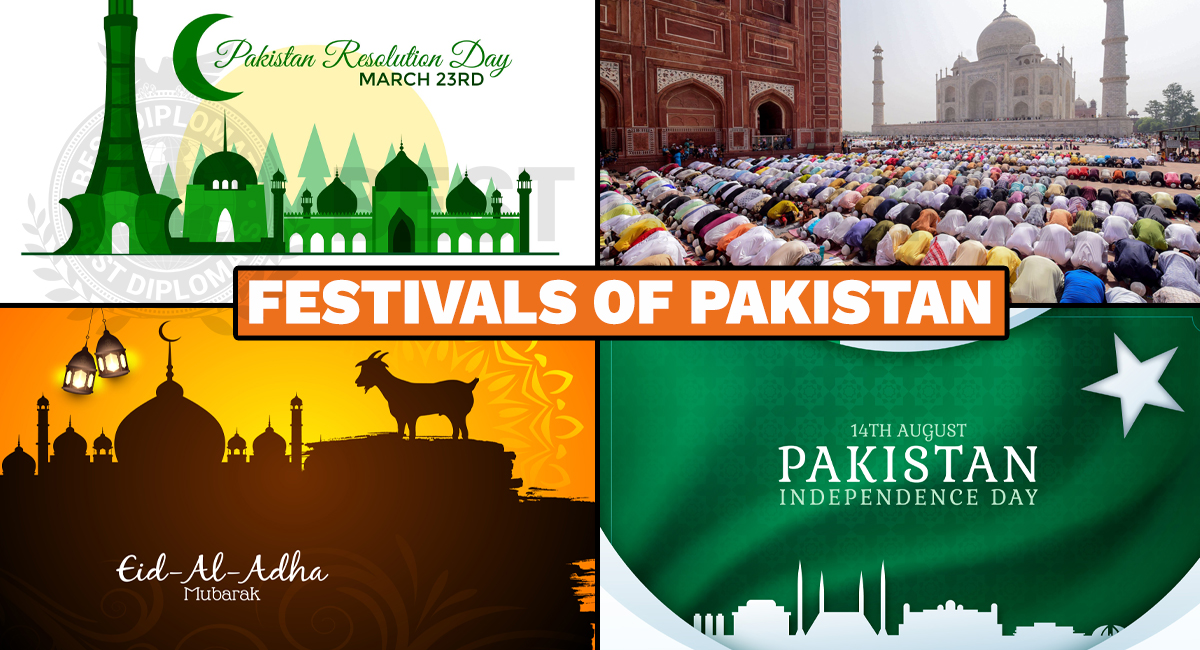 Pakistan Resolution Day
MARCH 23RD
FESTIVALS OF PAKISTAN
Eid-Al-Adha
Mubarak
14TH AUGUST
PAKISTAN
INDEPENDENCE DAY